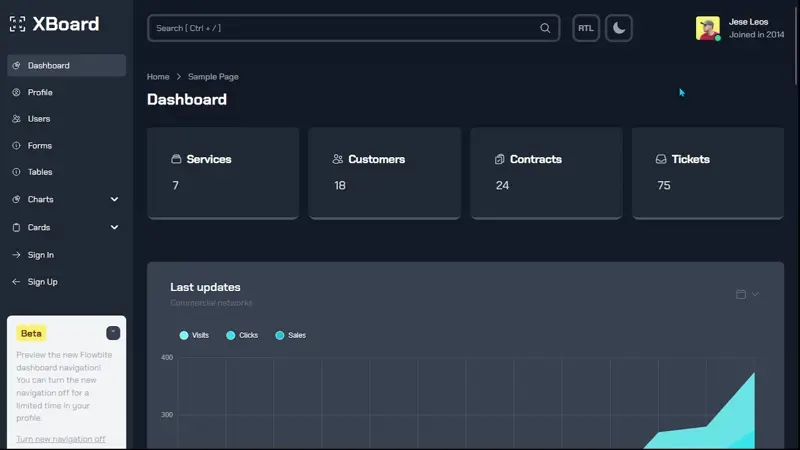 XBoard
Search [ Ctrl + / ]
RTL
Jese Leos
Joined in 2014
Dashboard
Profile
Users
Forms
Tables
Charts
Cards
Sign In
Sign Up
Beta
Preview the new Flowbite
dashboard navigation!
You can turn the new
navigation off for a
limited time in your
profile.
Turn new navigation off
Home
Sample Page
Dashboard
Services
7
Customers
18
Contracts
24
Tickets
75
Last updates
Commercial networks
Visits
Clicks
Sales
400
300